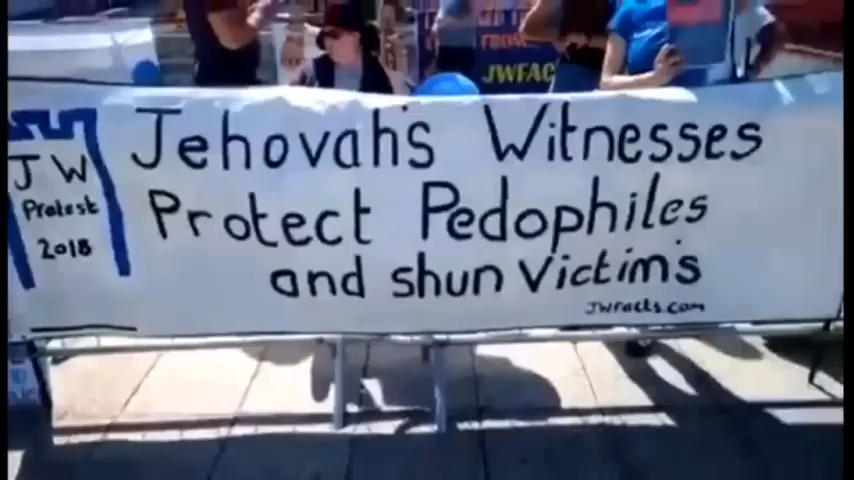 JWFAC
Jehovah's Witnesses
Protect Pedophiles
and shun Victims
JWFacts.com
JW
Protest
2018